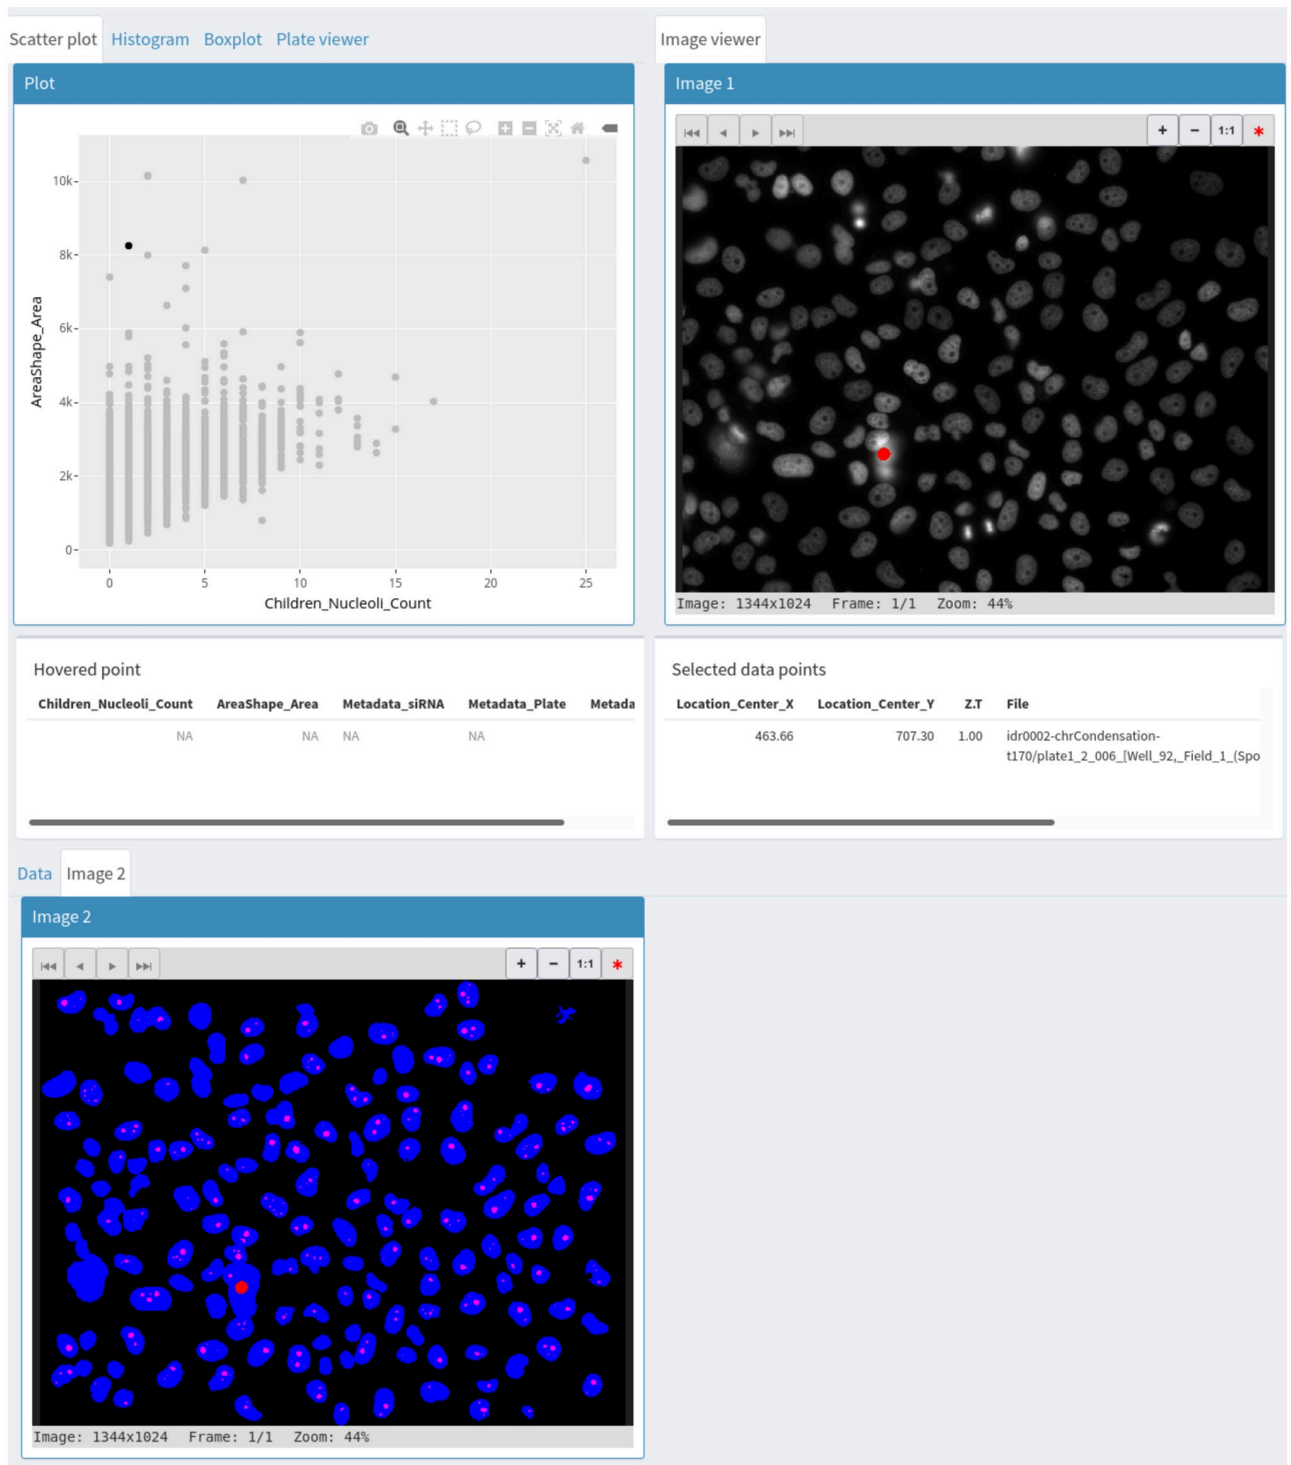 Scatter plot Histogram Boxplot Plate viewer
Plot
10k
8k
6k
4k
2k
0
AreaShape_Area
0 5 10 15 20 25
Children_Nucleoli_Count
Image viewer
Image 1
+ − 1:1 *
Image: 1344x1024 Frame: 1/1 Zoom: 44%
Hovered point
Children_Nucleoli_Count AreaShape_Area Metadata_siRNA Metadata_Plate Metada
NA NA NA NA
Selected data points
Location_Center_X Location_Center_Y Z.T File
463.66 707.30 1.00 idr0002-chrCondensation-
t170/plate1_2_006_[Well_92,_Field_1_(Spo
Data Image 2
Image 2
+ − 1:1 *
Image: 1344x1024 Frame: 1/1 Zoom: 44%